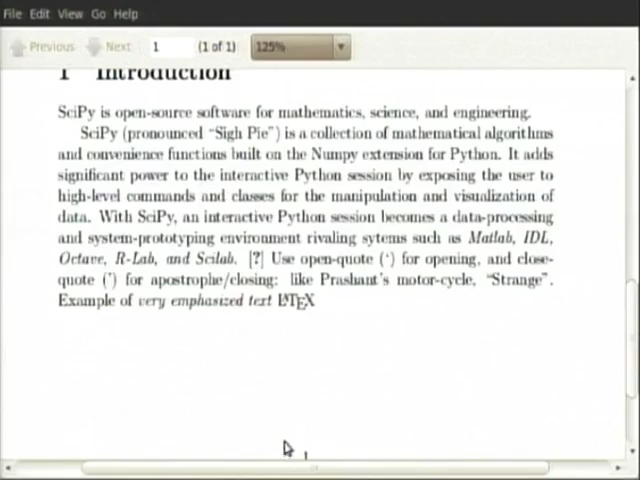 File Edit View Go Help
Previous Next 1 (1 of 1) 125%
1 Introduction
SciPy is open-source software for mathematics, science, and engineering.
SciPy (pronounced “Sigh Pie”) is a collection of mathematical algorithms
and convenience functions built on the Numpy extension for Python. It adds
significant power to the interactive Python session by exposing the user to
high-level commands and classes for the manipulation and visualization of
data. With SciPy, an interactive Python session becomes a data-processing
and system-prototyping environment rivaling sytems such as Matlab, IDL,
Octave, R-Lab, and Scilab. [?] Use open-quote (‘) for opening, and close-
quote (’) for apostrophe/closing: like Prashant’s motor-cycle, “Strange”.
Example of very emphasized text LATEX
1